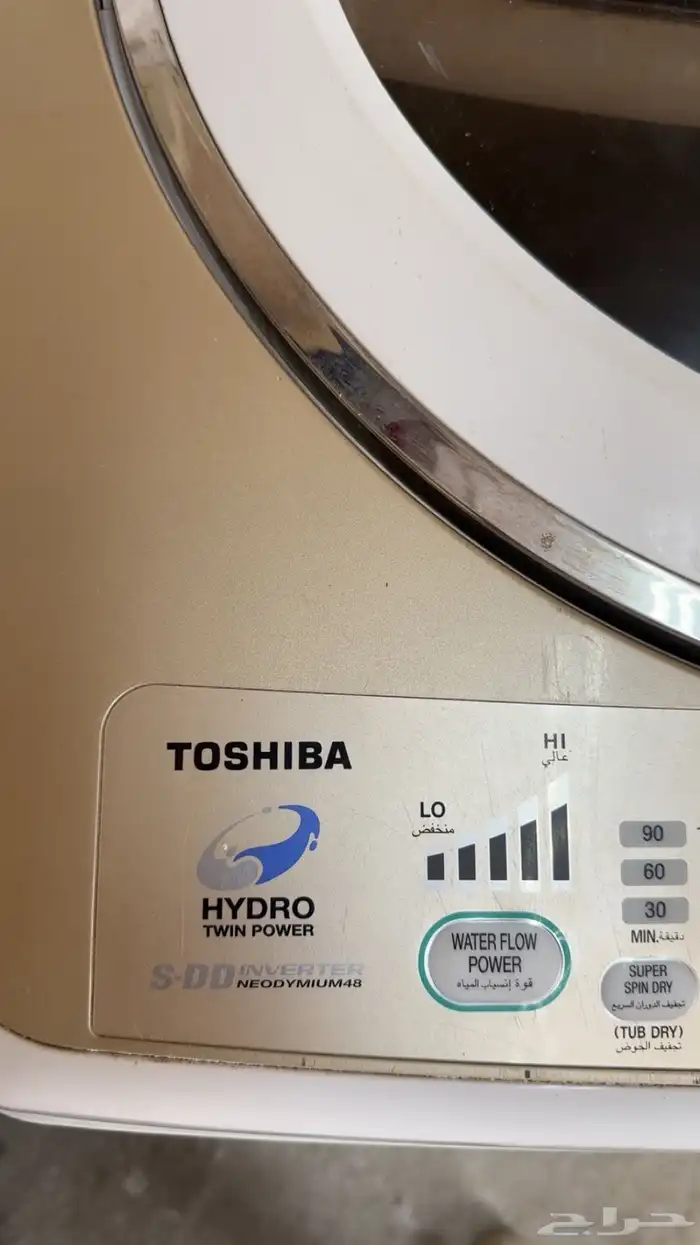 TOSHIBA
HYDRO
TWIN POWER
S-DD INVERTER
NEODYMIUM48
HI
عالي
LO
منخفض
WATER FLOW
POWER
قوة إنسياب المياه
90
60
30
MIN. دقيقة
SUPER
SPIN DRY
تجفيف الدوران السريع
(TUB DRY)
تجفيف الحوض
حراج